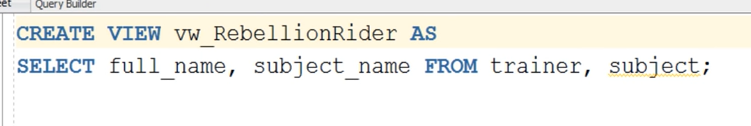 eet Query Builder
CREATE VIEW vw_RebellionRider AS
SELECT full_name, subject_name FROM trainer, subject;